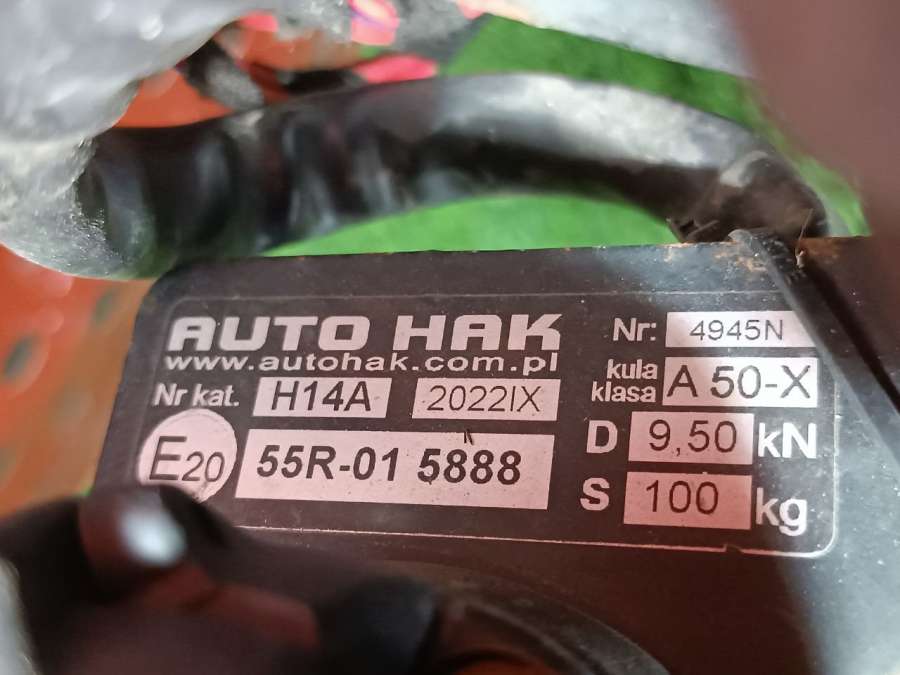 AUTO HAK
www.autohak.com.pl
Nr kat. H14A 2022IX
E20 55R-01 5888
Nr: 4945N
kula klasa A 50-X
D 9,50 kN
S 100 kg